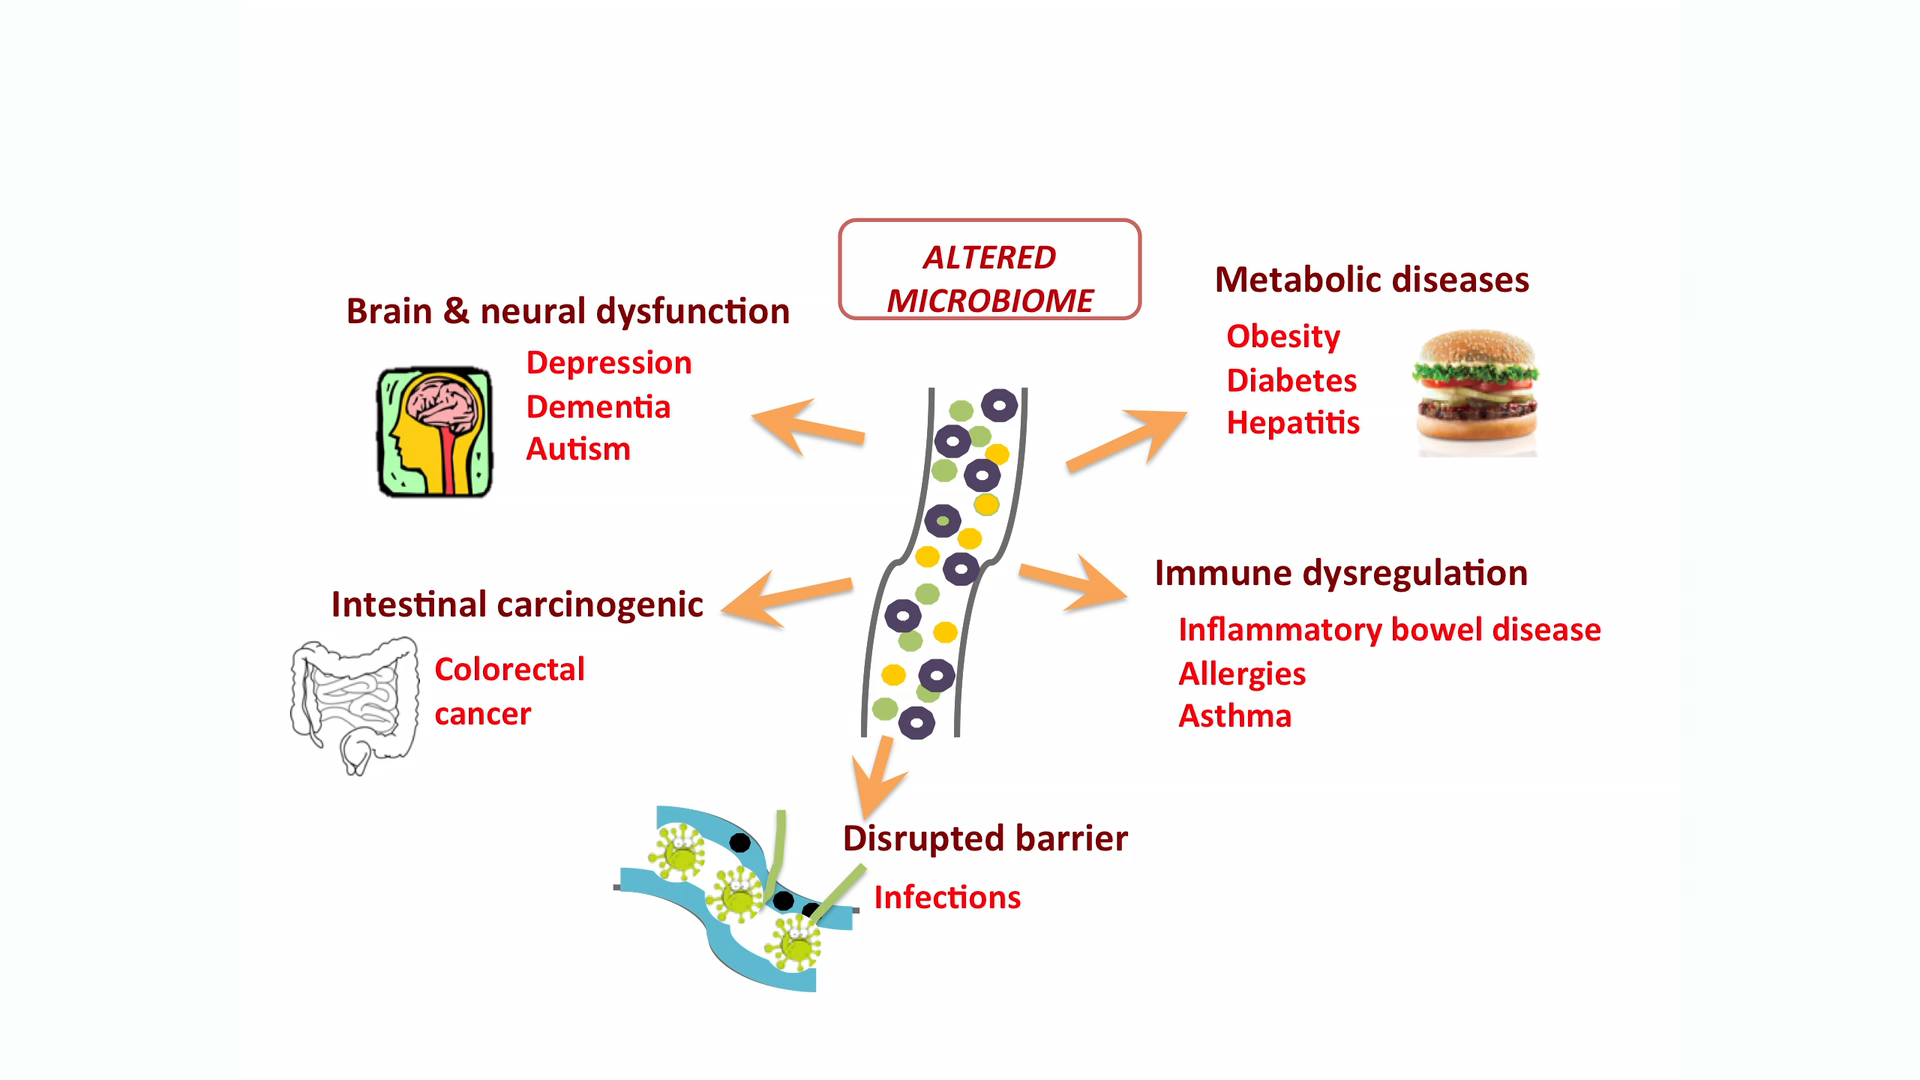 ALTERED
MICROBIOME
Brain & neural dysfunction
Depression
Dementia
Autism
Metabolic diseases
Obesity
Diabetes
Hepatitis
Intestinal carcinogenic
Colorectal
cancer
Immune dysregulation
Inflammatory bowel disease
Allergies
Asthma
Disrupted barrier
Infections